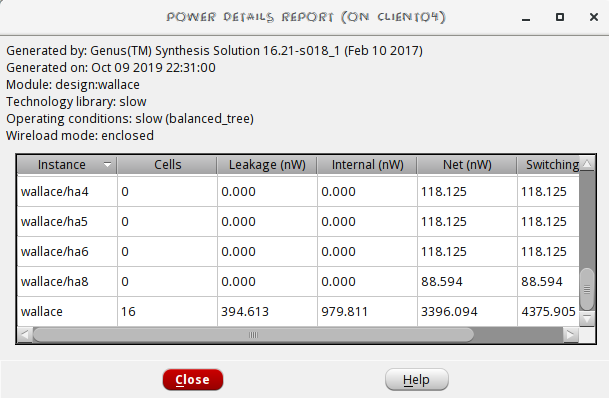 POWER DETAILS REPORT (ON CLIENT04)
Generated by: Genus(TM) Synthesis Solution 16.21-s018_1 (Feb 10 2017)
Generated on: Oct 09 2019 22:31:00
Module: design:wallace
Technology library: slow
Operating conditions: slow (balanced_tree)
Wireload mode: enclosed
Instance Cells Leakage (nW) Internal (nW) Net (nW) Switching
wallace/ha4 0 0.000 0.000 118.125 118.125
wallace/ha5 0 0.000 0.000 118.125 118.125
wallace/ha6 0 0.000 0.000 118.125 118.125
wallace/ha8 0 0.000 0.000 88.594 88.594
wallace 16 394.613 979.811 3396.094 4375.905
Close Help